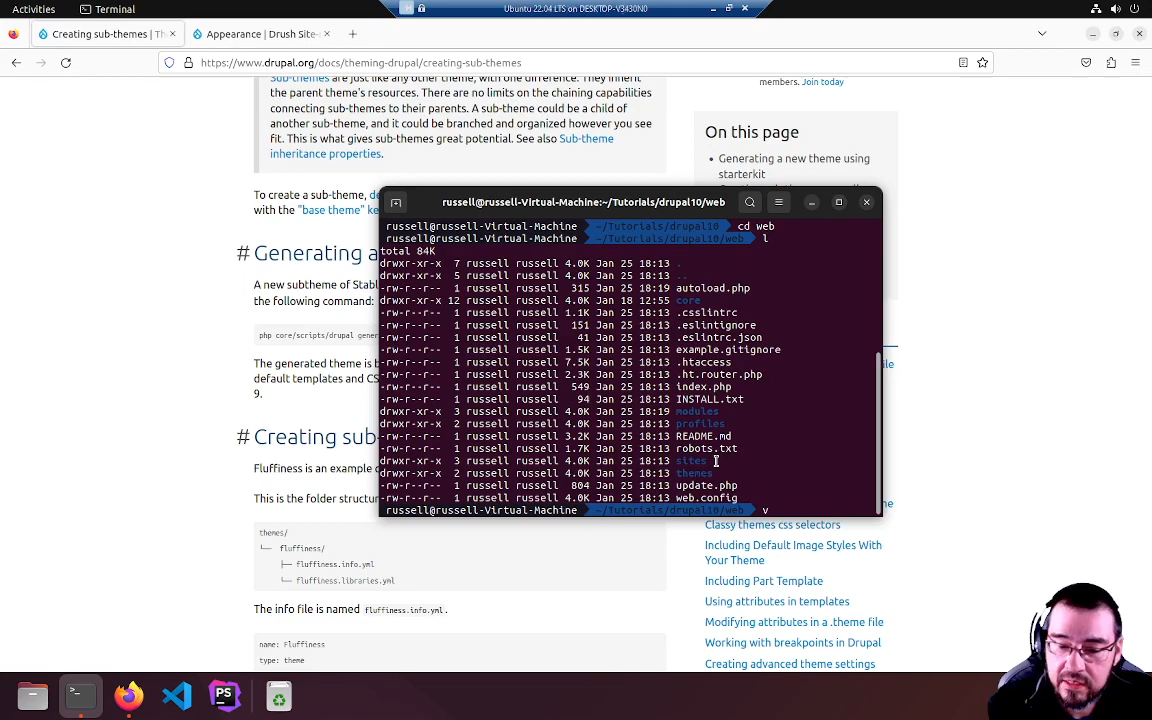 Activities
Terminal
Ubuntu 22.04 LTS on DESKTOP-V3430N0
Creating sub-themes | Th
Appearance | Drush Site-
https://www.drupal.org/docs/theming-drupal/creating-sub-themes
Sub-themes are just like any other theme, with one difference. They inherit
the parent theme's resources. There are no limits on the chaining capabilities
connecting sub-themes to their parents. A sub-theme could be a child of
another sub-theme, and it could be branched and organized however you see
fit. This is what gives sub-themes great potential. See also Sub-theme
inheritance properties.
To create a sub-theme, de
with the "base theme" ke
# Generating a
A new subtheme of Stabl
the following command:
php core/scripts/drupal gener
The generated theme is b
default templates and CS
9.
# Creating sub-
Fluffiness is an example o
This is the folder structur
themes/
└─ fluffiness/
├─ fluffiness.info.yml
└─ fluffiness.libraries.yml
The info file is named fluffiness.info.yml.
name: Fluffiness
type: theme
members. Join today
On this page
• Generating a new theme using
starterkit
russell@russell-Virtual-Machine:~/Tutorials/drupal10/web
russell@russell-Virtual-Machine ~/Tutorials/drupal10 cd web
russell@russell-Virtual-Machine ~/Tutorials/drupal10/web l
total 84K
drwxr-xr-x 7 russell russell 4.0K Jan 25 18:13 .
drwxr-xr-x 5 russell russell 4.0K Jan 25 18:13 ..
-rw-r--r-- 1 russell russell 315 Jan 25 18:19 autoload.php
drwxr-xr-x 12 russell russell 4.0K Jan 18 12:55 core
-rw-r--r-- 1 russell russell 1.1K Jan 25 18:13 .csslintrc
-rw-r--r-- 1 russell russell 151 Jan 25 18:13 .eslintignore
-rw-r--r-- 1 russell russell 41 Jan 25 18:13 .eslintrc.json
-rw-r--r-- 1 russell russell 1.5K Jan 25 18:13 example.gitignore
-rw-r--r-- 1 russell russell 7.5K Jan 25 18:13 .htaccess
-rw-r--r-- 1 russell russell 2.3K Jan 25 18:13 .ht.router.php
-rw-r--r-- 1 russell russell 549 Jan 25 18:13 index.php
-rw-r--r-- 1 russell russell 94 Jan 25 18:13 INSTALL.txt
drwxr-xr-x 3 russell russell 4.0K Jan 25 18:19 modules
drwxr-xr-x 2 russell russell 4.0K Jan 25 18:13 profiles
-rw-r--r-- 1 russell russell 3.2K Jan 25 18:13 README.md
-rw-r--r-- 1 russell russell 1.7K Jan 25 18:13 robots.txt
drwxr-xr-x 3 russell russell 4.0K Jan 25 18:13 sites
drwxr-xr-x 2 russell russell 4.0K Jan 25 18:13 themes
-rw-r--r-- 1 russell russell 804 Jan 25 18:13 update.php
-rw-r--r-- 1 russell russell 4.0K Jan 25 18:13 web.config
russell@russell-Virtual-Machine ~/Tutorials/drupal10/web v
ile
ne
Classy themes css selectors
Including Default Image Styles With
Your Theme
Including Part Template
Using attributes in templates
Modifying attributes in a .theme file
Working with breakpoints in Drupal
Creating advanced theme settings
PS